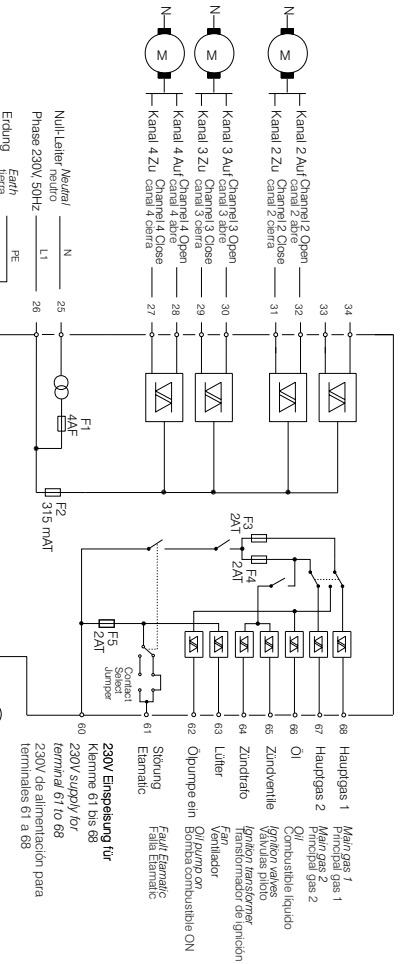 34
33
N
M
Kanal 2 Auf Channel 2 Open
canal 2 abre
32
Kanal 2 Zu Channel 2 Close
canal 2 cierra
31
N
M
Kanal 3 Auf Channel 3 Open
canal 3 abre
30
Kanal 3 Zu Channel 3 Close
canal 3 cierra
29
N
M
Kanal 4 Auf Channel 4 Open
canal 4 abre
28
Kanal 4 Zu Channel 4 Close
canal 4 cierra
27
Null-Leiter Neutral
neutro
N
25
Phase 230V, 50Hz
L1
26
Erdung Earth
tierra
PE
F1
4AF
F2
315 mAT
F3
2AT
F4
2AT
F5
2AT
Contact
Select
Jumper
68 Hauptgas 1 Main gas 1
Principal gas 1
67 Hauptgas 2 Main gas 2
Principal gas 2
66 Öl Oil
Combustible líquido
65 Zündventile Ignition valves
Válvulas piloto
64 Zündtrafo Ignition transformer
Transformador de ignición
63 Lüfter Fan
Ventilador
62 Ölpumpe ein Oil pump on
Bomba combustible ON
61 Störung Fault Etamatic
Etamatic Falla Etamatic
60
230V Einspeisung für
Klemme 61 bis 68
230V supply for
terminal 61 to 68
230V de alimentación para
terminales 61 a 68